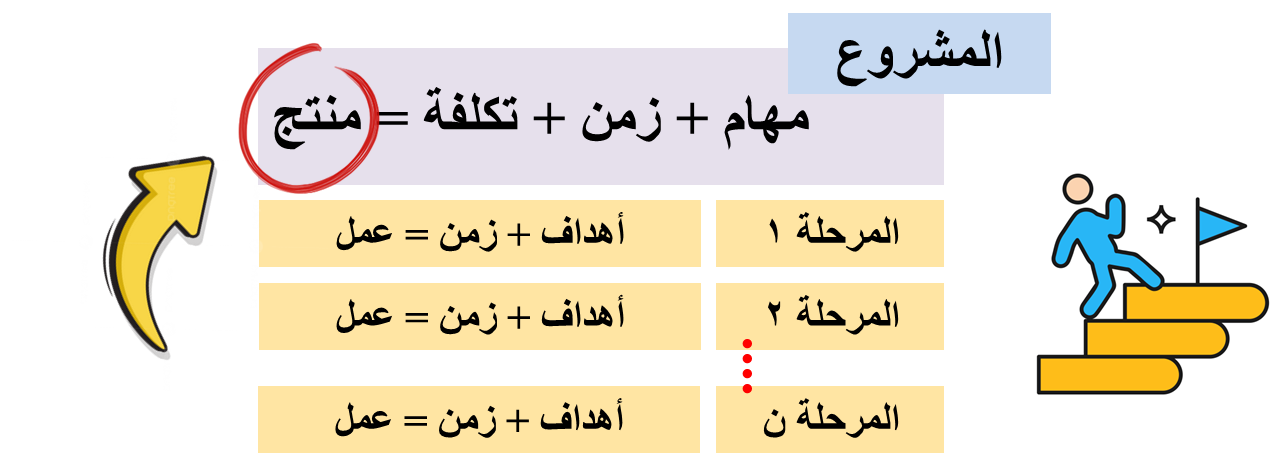 المشروع
مهام + زمن + تكلفة = منتج
المرحلة ١ أهداف + زمن = عمل
المرحلة ٢ أهداف + زمن = عمل
المرحلة ن أهداف + زمن = عمل